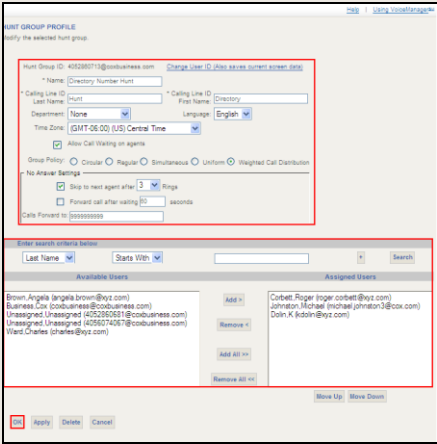 Help | Using VoiceManager
HUNT GROUP PROFILE
Modify the selected hunt group.
Hunt Group ID: 4052860713@coxbusiness.com Change User ID (Also saves current screen data)
* Name: Directory Number Hunt
* Calling Line ID Last Name: Hunt * Calling Line ID First Name: Directory
Department: None Language: English
Time Zone: (GMT-06:00) (US) Central Time
Allow Call Waiting on agents
Group Policy: Circular Regular Simultaneous Uniform Weighted Call Distribution
No Answer Settings
Skip to next agent after 3 Rings
Forward call after waiting 60 seconds
Calls Forward to: 9999999999
Enter search criteria below
Last Name Starts With + Search
Available Users Assigned Users
Brown,Angela (angela.brown@xyz.com)
Business,Cox (coxbusiness@coxbusiness.com)
Unassigned,Unassigned (4052860681@coxbusiness.com)
Unassigned,Unassigned (4056074067@coxbusiness.com)
Ward,Charles (charles@xyz.com)
Add >
Remove <
Add All >>
Remove All <<
Corbett,Roger (roger.corbett@xyz.com)
Johnston,Michael (michael.johnston3@cox.com)
Dolin,K (kdolin@xyz.com)
Move Up Move Down
OK Apply Delete Cancel